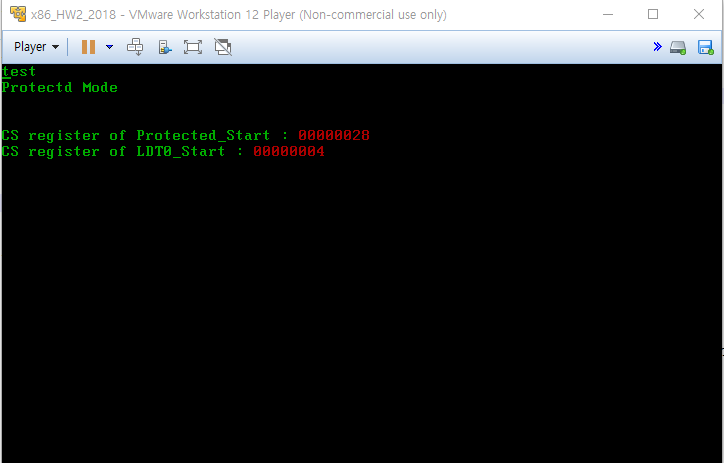 x86_HW2_2018 - VMware Workstation 12 Player (Non-commercial use only)
Player
test
Protectd Mode
CS register of Protected_Start : 00000028
CS register of LDT0_Start : 00000004